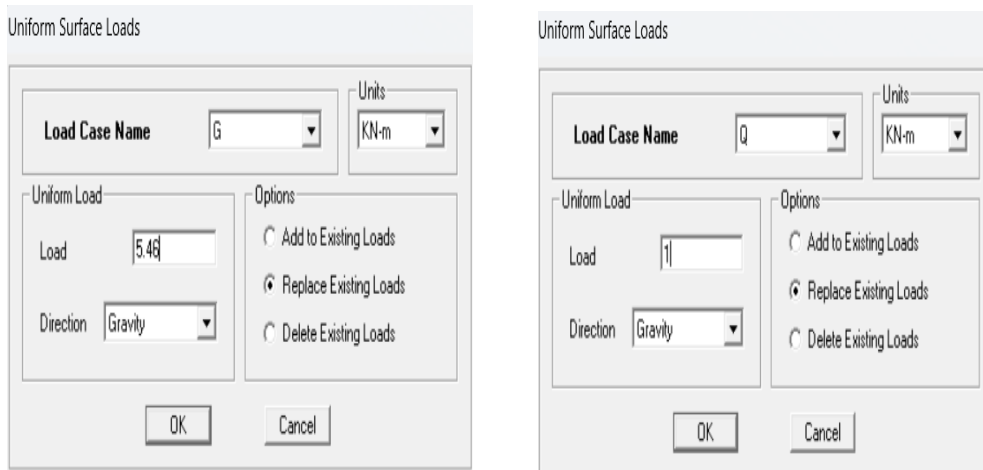 Uniform Surface Loads
Load Case Name G
Units
KN-m
Uniform Load
Load 5.46
Direction Gravity
Options
Add to Existing Loads
Replace Existing Loads
Delete Existing Loads
OK Cancel
Uniform Surface Loads
Load Case Name Q
Units
KN-m
Uniform Load
Load 1
Direction Gravity
Options
Add to Existing Loads
Replace Existing Loads
Delete Existing Loads
OK Cancel